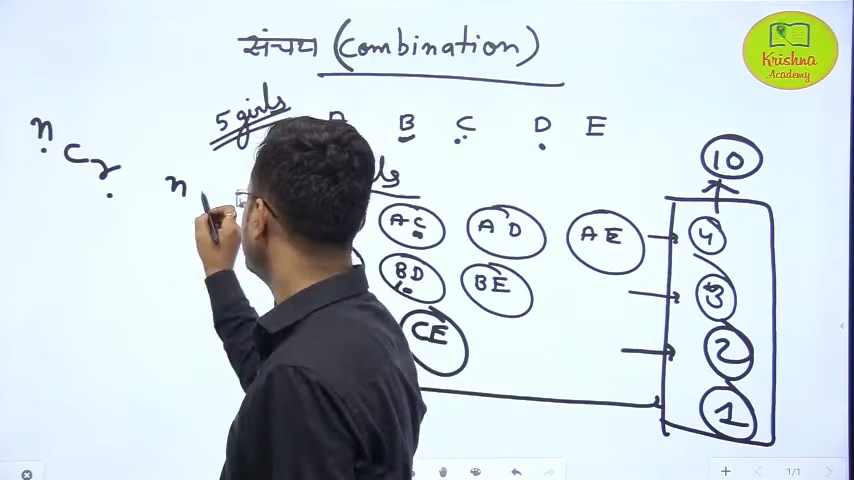 संचय (Combination)
Krishna
Academy
5 girls
B C D E
10
n
C
r
n
AC AD AE 4
BD BE 3
CE 2
1
1/1